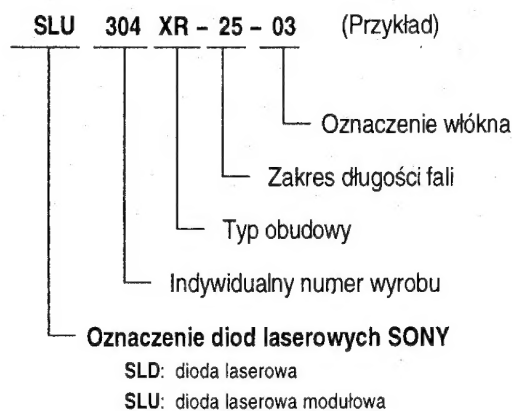 SLU 304 XR – 25 – 03 (Przykład)
Oznaczenie włókna
Zakres długości fali
Typ obudowy
Indywidualny numer wyrobu
Oznaczenie diod laserowych SONY
SLD: dioda laserowa
SLU: dioda laserowa modułowa